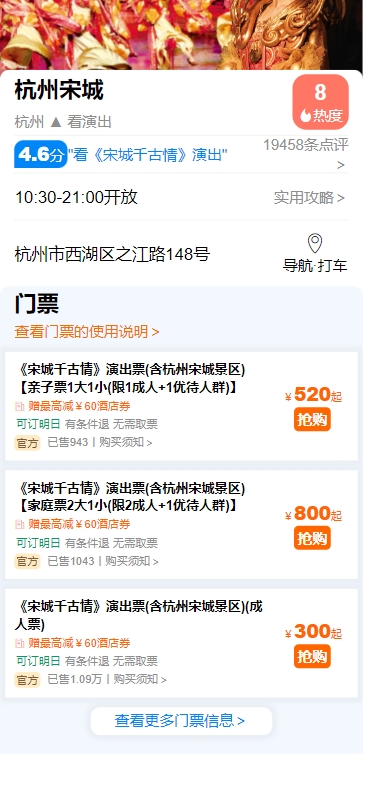 杭州宋城
8
热度
杭州 ▲ 看演出
4.6分 "看《宋城千古情》演出"
19458条点评 >
10:30-21:00开放
实用攻略 >
杭州市西湖区之江路148号
导航·打车
门票
查看门票的使用说明 >
《宋城千古情》演出票(含杭州宋城景区)
【亲子票1大1小(限1成人+1优待人群)】
赠最高减￥60酒店券
可订明日 有条件退 无需取票
官方 已售943丨购买须知 >
￥520起
抢购
《宋城千古情》演出票(含杭州宋城景区)
【家庭票2大1小(限2成人+1优待人群)】
赠最高减￥60酒店券
可订明日 有条件退 无需取票
官方 已售1043丨购买须知 >
￥800起
抢购
《宋城千古情》演出票(含杭州宋城景区)(成
人票)
赠最高减￥60酒店券
可订明日 有条件退 无需取票
官方 已售1.09万丨购买须知 >
￥300起
抢购
查看更多门票信息 >